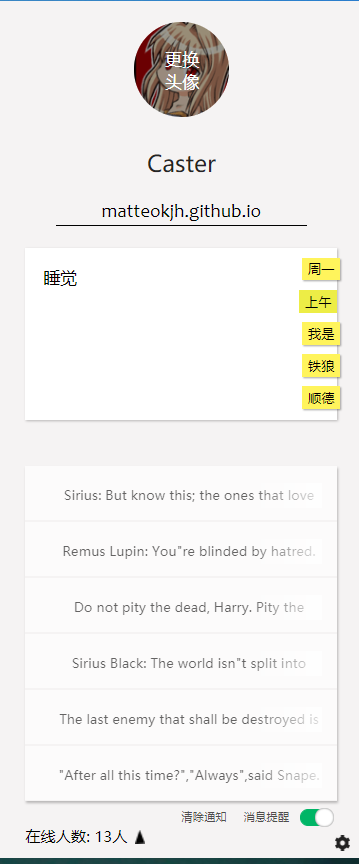 更换
头像
Caster
matteokjh.github.io
睡觉
周一
上午
我是
铁狼
顺德
Sirius: But know this; the ones that love
Remus Lupin: You"re blinded by hatred.
Do not pity the dead, Harry. Pity the
Sirius Black: The world isn"t split into
The last enemy that shall be destroyed is
"After all this time?","Always",said Snape.
清除通知 消息提醒
在线人数: 13人 ▲